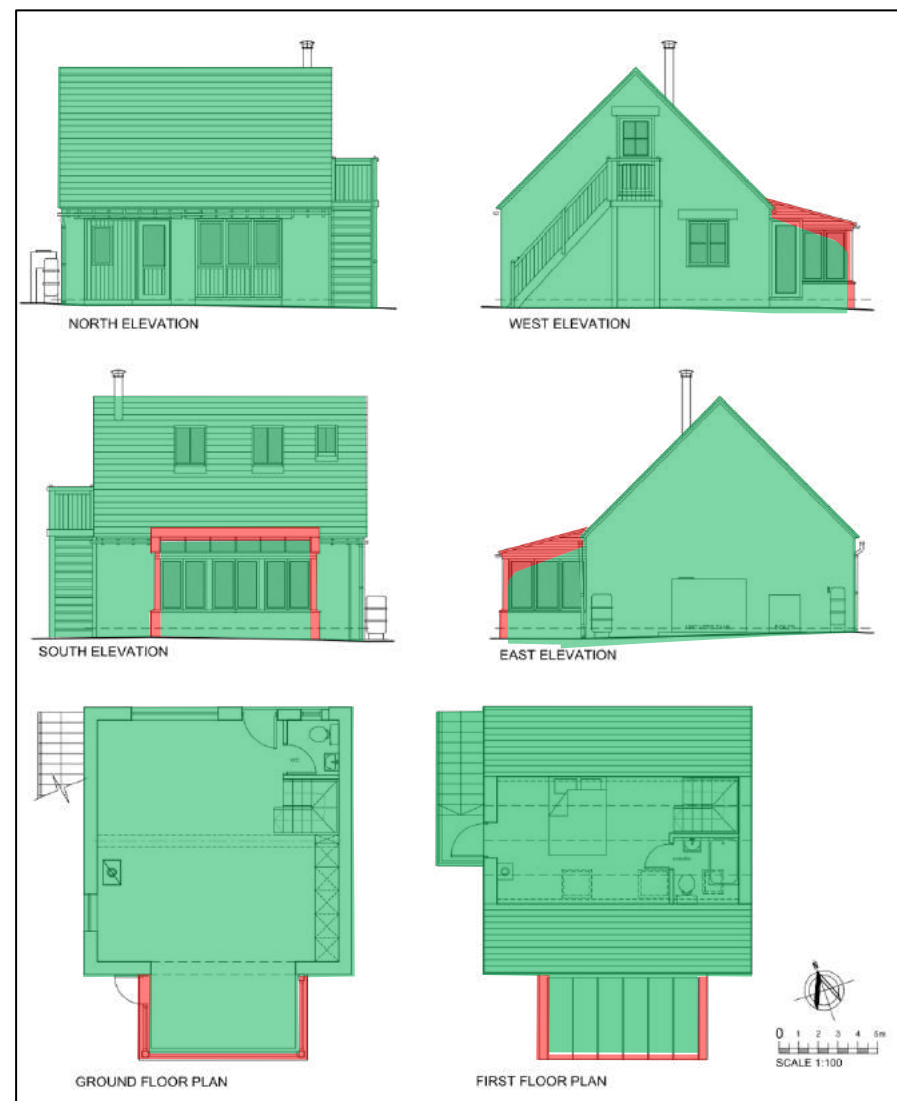 NORTH ELEVATION
WEST ELEVATION
SOUTH ELEVATION
EAST ELEVATION
GROUND FLOOR PLAN
FIRST FLOOR PLAN
N
0 1 2 3 4 5m
SCALE 1:100